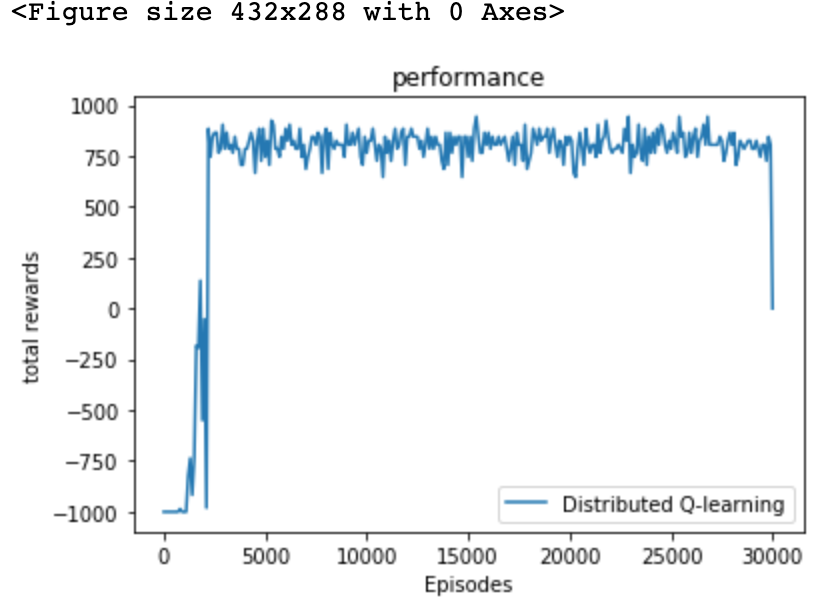 <Figure size 432x288 with 0 Axes>
performance
1000
750
500
250
0
−250
−500
−750
−1000
total rewards
Distributed Q-learning
0 5000 10000 15000 20000 25000 30000
Episodes